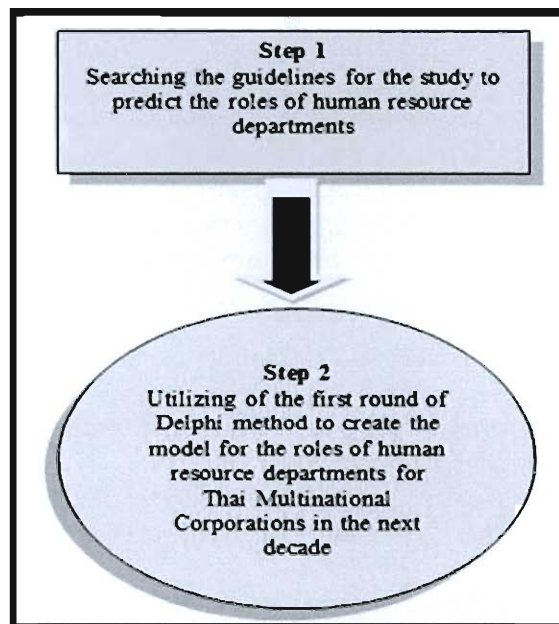 Step 1
Searching the guidelines for the study to
predict the roles of human resource
departments
Step 2
Utilizing of the first round of
Delphi method to create the
model for the roles of human
resource departments for
Thai Multinational
Corporations in the next
decade